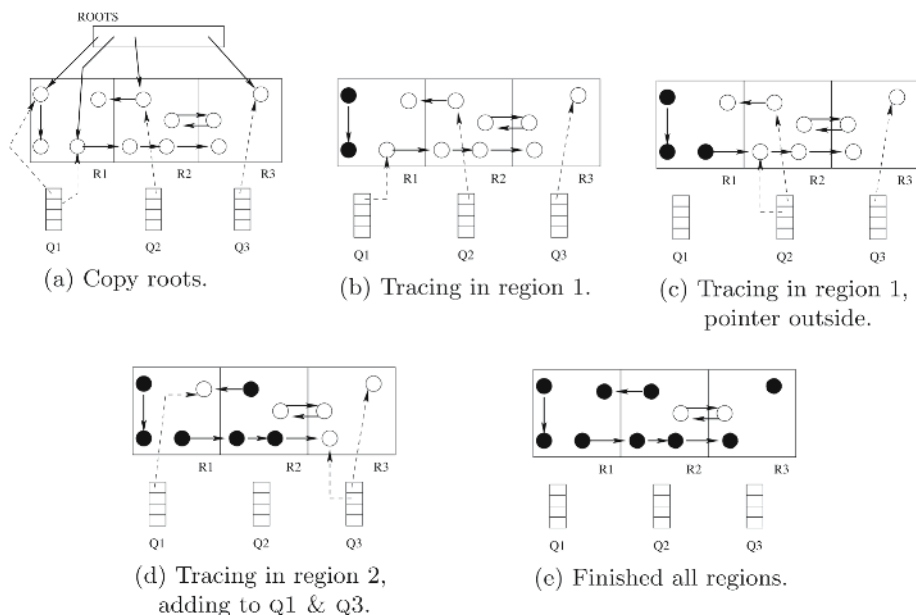 ROOTS
R1 R2 R3
Q1 Q2 Q3
(a) Copy roots.
R1 R2 R3
Q1 Q2 Q3
(b) Tracing in region 1.
R1 R2 R3
Q1 Q2 Q3
(c) Tracing in region 1,
pointer outside.
R1 R2 R3
Q1 Q2 Q3
(d) Tracing in region 2,
adding to Q1 & Q3.
R1 R2 R3
Q1 Q2 Q3
(e) Finished all regions.